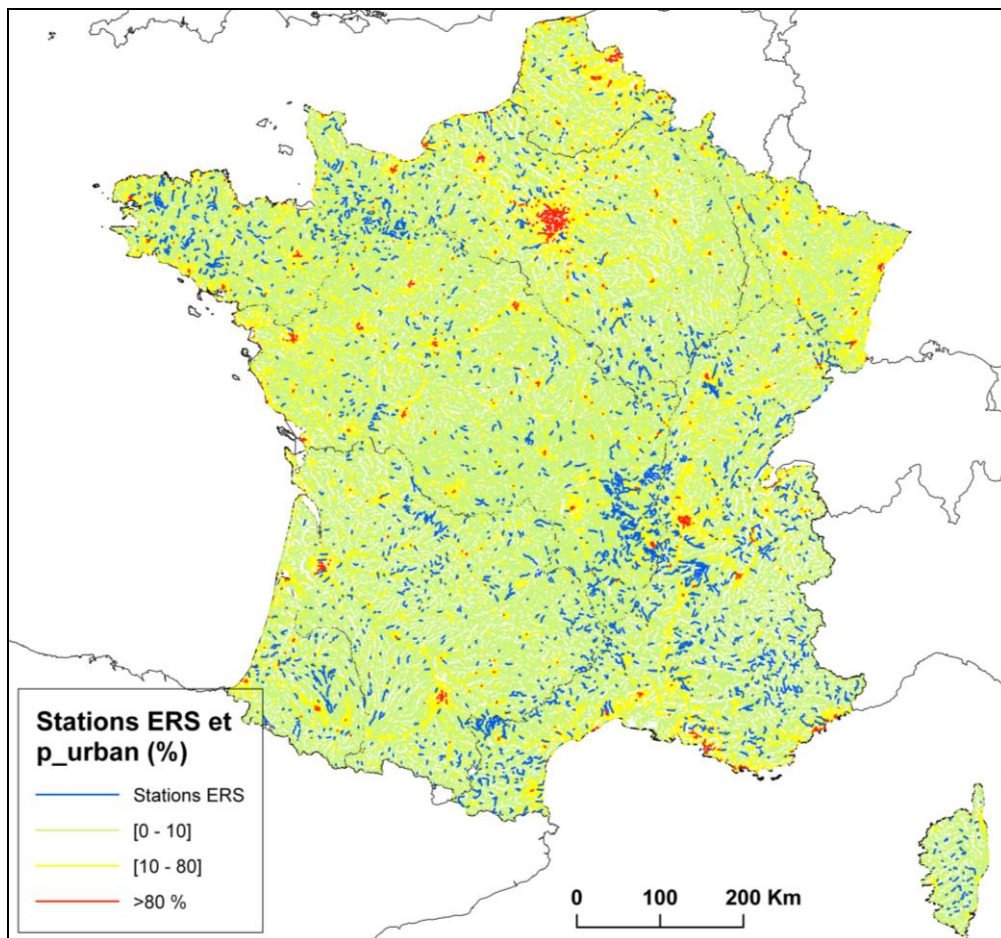 Stations ERS et
p_urban (%)
Stations ERS
[0 - 10]
[10 - 80]
>80 %
0 100 200 Km